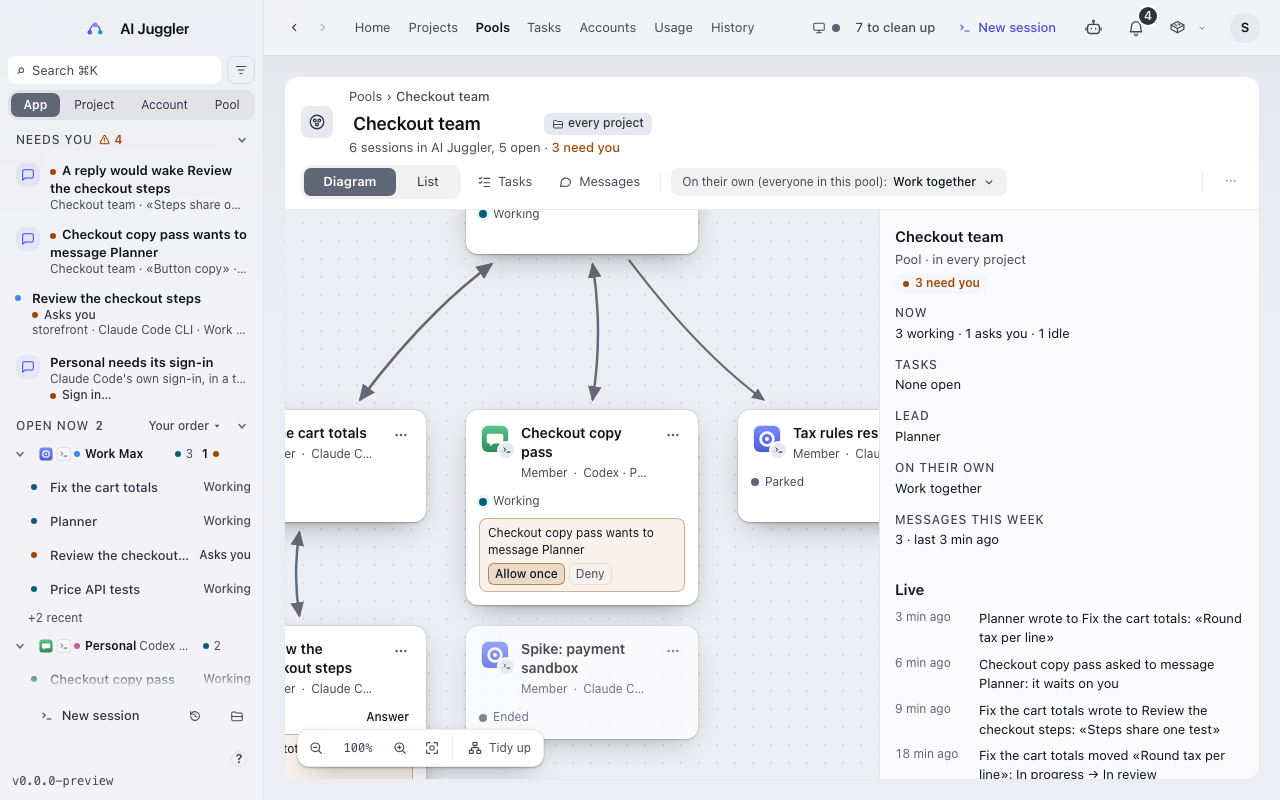 AI Juggler
Search ⌘K
App Project Account Pool
NEEDS YOU 4
A reply would wake Review
the checkout steps
Checkout team · «Steps share o…
Checkout copy pass wants to
message Planner
Checkout team · «Button copy» ·…
Review the checkout steps
Asks you
storefront · Claude Code CLI · Work …
Personal needs its sign-in
Claude Code's own sign-in, in a t…
Sign in…
OPEN NOW 2 Your order
Work Max 3 1
Fix the cart totals Working
Planner Working
Review the checkout… Asks you
Price API tests Working
+2 recent
Personal Codex … 2
Checkout copy pass Working
New session
?
v0.0.0-preview
Home Projects Pools Tasks Accounts Usage History
7 to clean up
New session
4
S
Pools › Checkout team
Checkout team
every project
6 sessions in AI Juggler, 5 open · 3 need you
Diagram List Tasks Messages
On their own (everyone in this pool): Work together
Working
e cart totals
er · Claude C…
Checkout copy
pass
Member · Codex · P…
Working
Checkout copy pass wants to
message Planner
Allow once Deny
Tax rules res
Member · Clau
Parked
w the
kout steps
er · Claude C…
Answer
tot
Spike: payment
sandbox
Member · Claude C…
Ended
100% Tidy up
Checkout team
Pool · in every project
3 need you
NOW
3 working · 1 asks you · 1 idle
TASKS
None open
LEAD
Planner
ON THEIR OWN
Work together
MESSAGES THIS WEEK
3 · last 3 min ago
Live
3 min ago Planner wrote to Fix the cart totals: «Round
tax per line»
6 min ago Checkout copy pass asked to message
Planner: it waits on you
9 min ago Fix the cart totals wrote to Review the
checkout steps: «Steps share one test»
18 min ago Fix the cart totals moved «Round tax per
line»: In progress → In review